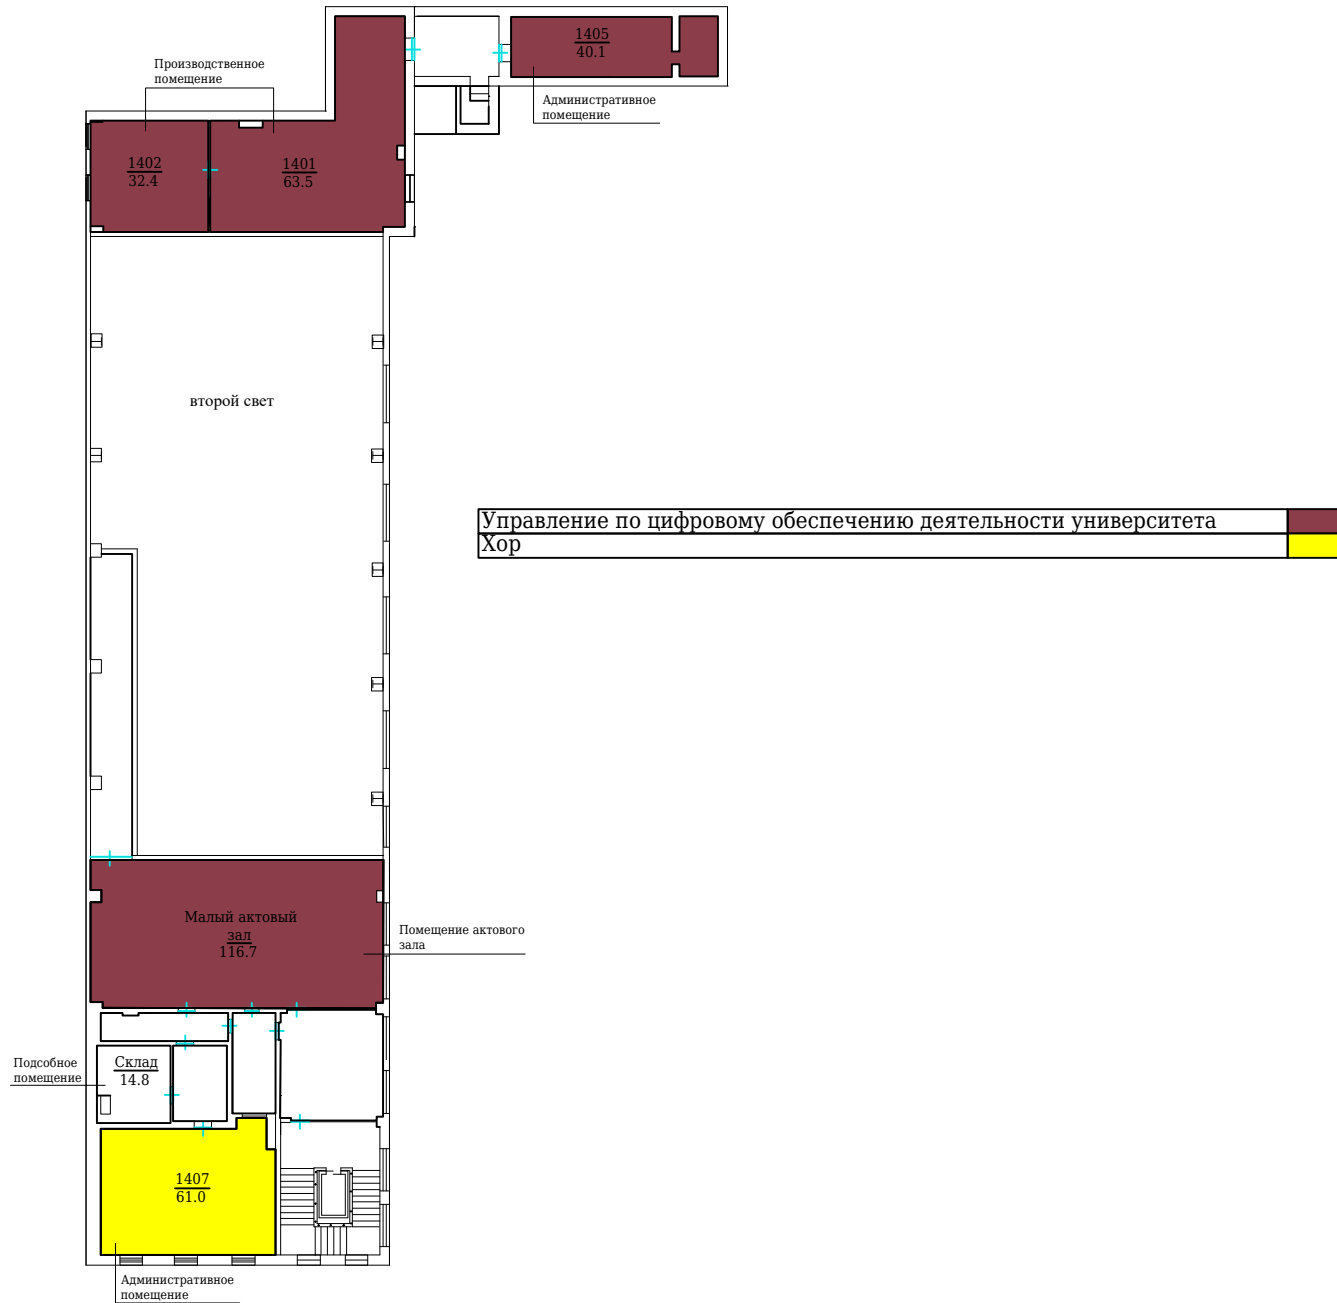 1405
40.1
Производственное
помещение
Административное
помещение
1402
32.4
1401
63.5
второй свет
Управление по цифровому обеспечению деятельности университета
Хор
Малый актовый
зал
116.7
Помещение актового
зала
Подсобное
помещение
Склад
14.8
1407
61.0
Административное
помещение